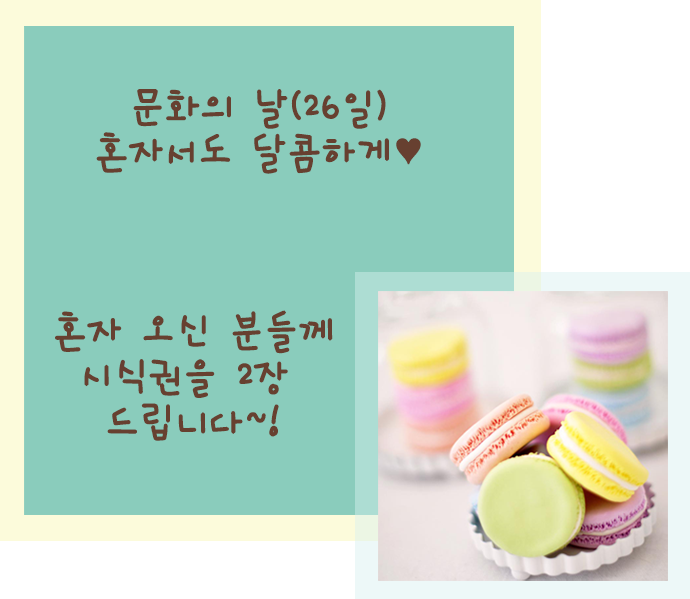 문화의 날(26일)
혼자서도 달콤하게♥
혼자 오신 분들께
시식권을 2장
드립니다~!